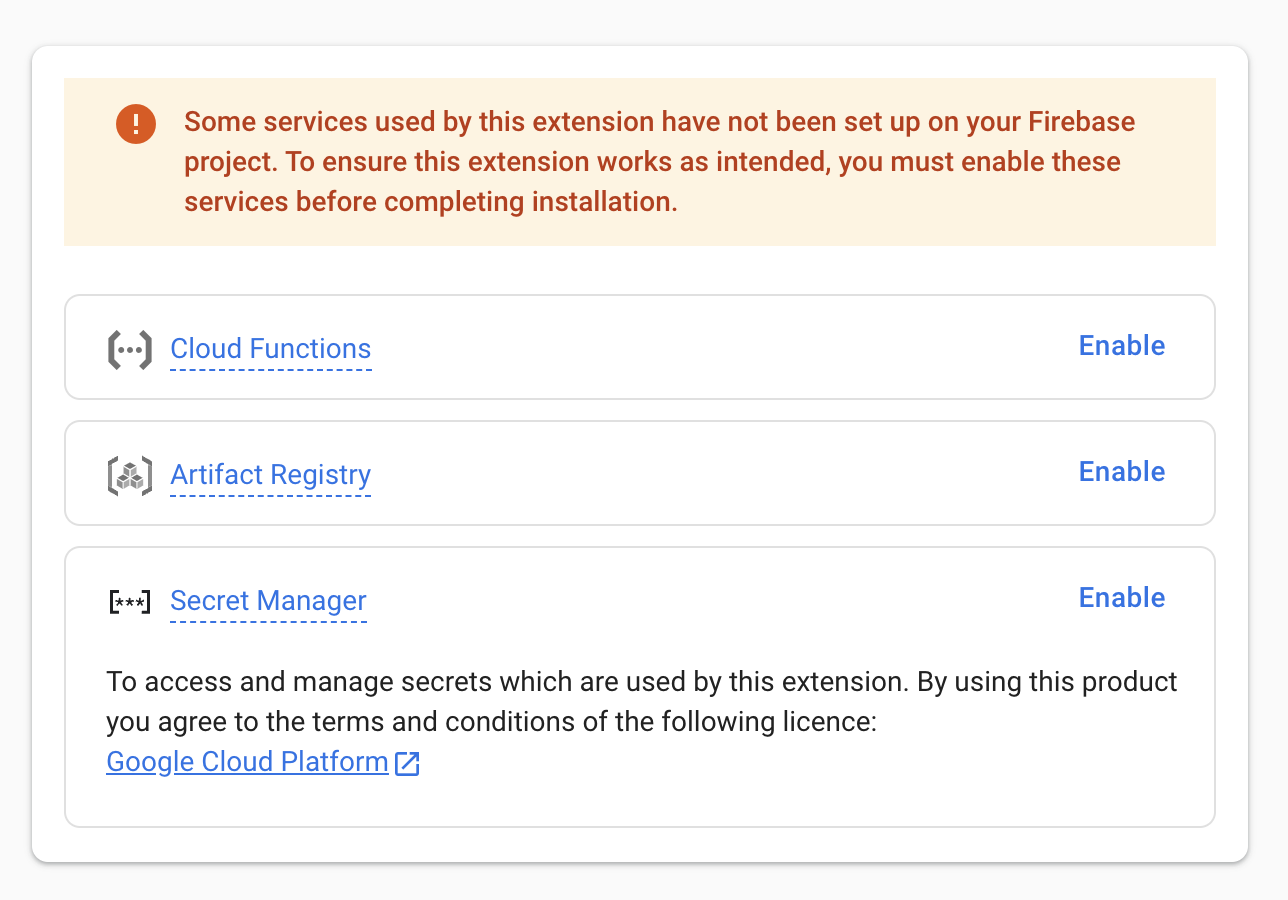 Some services used by this extension have not been set up on your Firebase
project. To ensure this extension works as intended, you must enable these
services before completing installation.
Cloud Functions
Enable
Artifact Registry
Enable
Secret Manager
Enable
To access and manage secrets which are used by this extension. By using this product
you agree to the terms and conditions of the following licence:
Google Cloud Platform